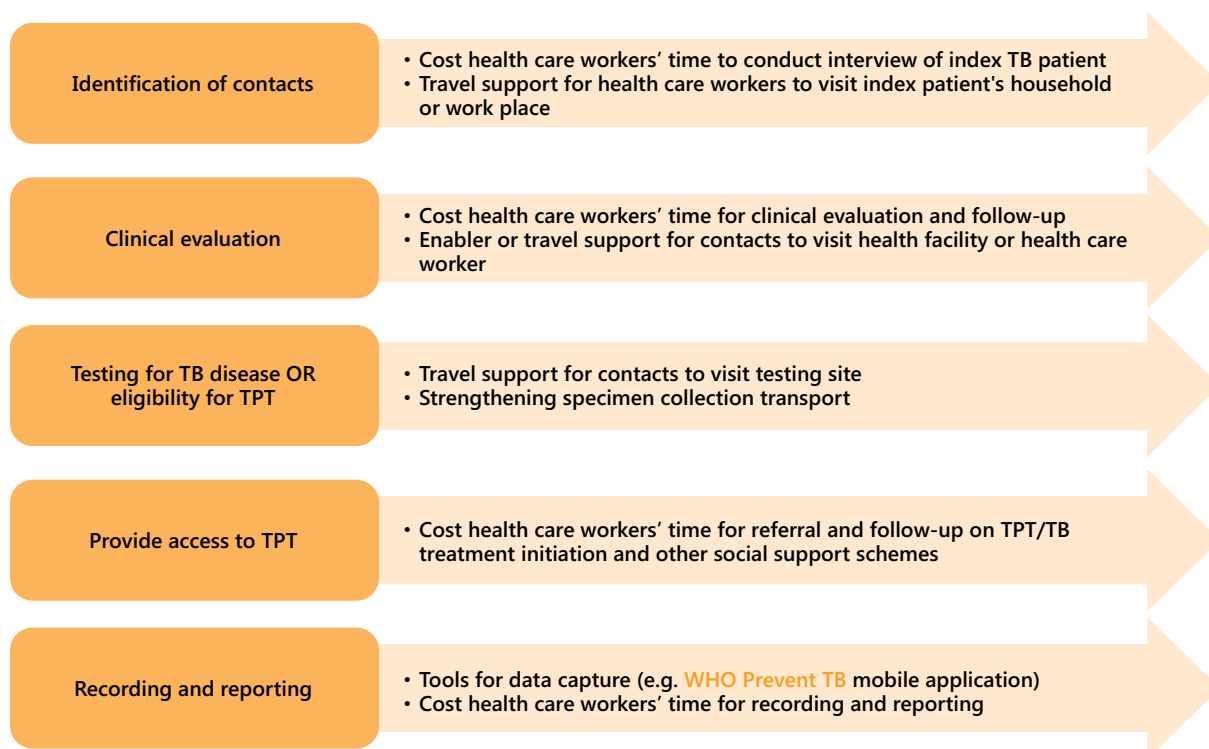 Identification of contacts
• Cost health care workers’ time to conduct interview of index TB patient
• Travel support for health care workers to visit index patient's household
or work place
Clinical evaluation
• Cost health care workers’ time for clinical evaluation and follow-up
• Enabler or travel support for contacts to visit health facility or health care
worker
Testing for TB disease OR
eligibility for TPT
• Travel support for contacts to visit testing site
• Strengthening specimen collection transport
Provide access to TPT
• Cost health care workers’ time for referral and follow-up on TPT/TB
treatment initiation and other social support schemes
Recording and reporting
• Tools for data capture (e.g. WHO Prevent TB mobile application)
• Cost health care workers’ time for recording and reporting